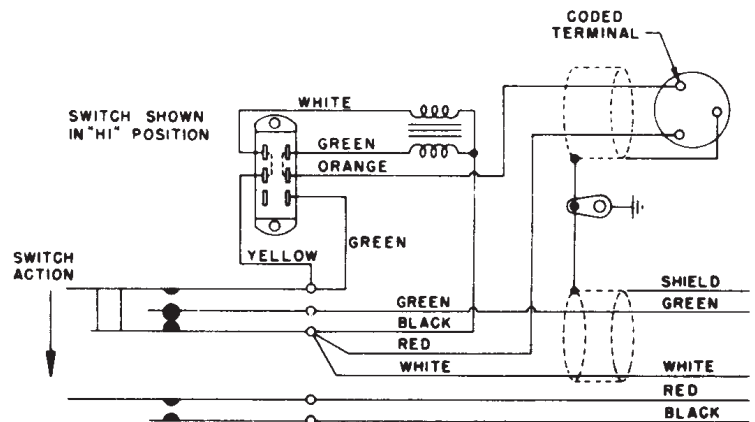 CODED
TERMINAL
WHITE
SWITCH SHOWN
IN "HI" POSITION
GREEN
ORANGE
GREEN
YELLOW
SWITCH
ACTION
SHIELD
GREEN
GREEN
BLACK
RED
WHITE
WHITE
RED
BLACK